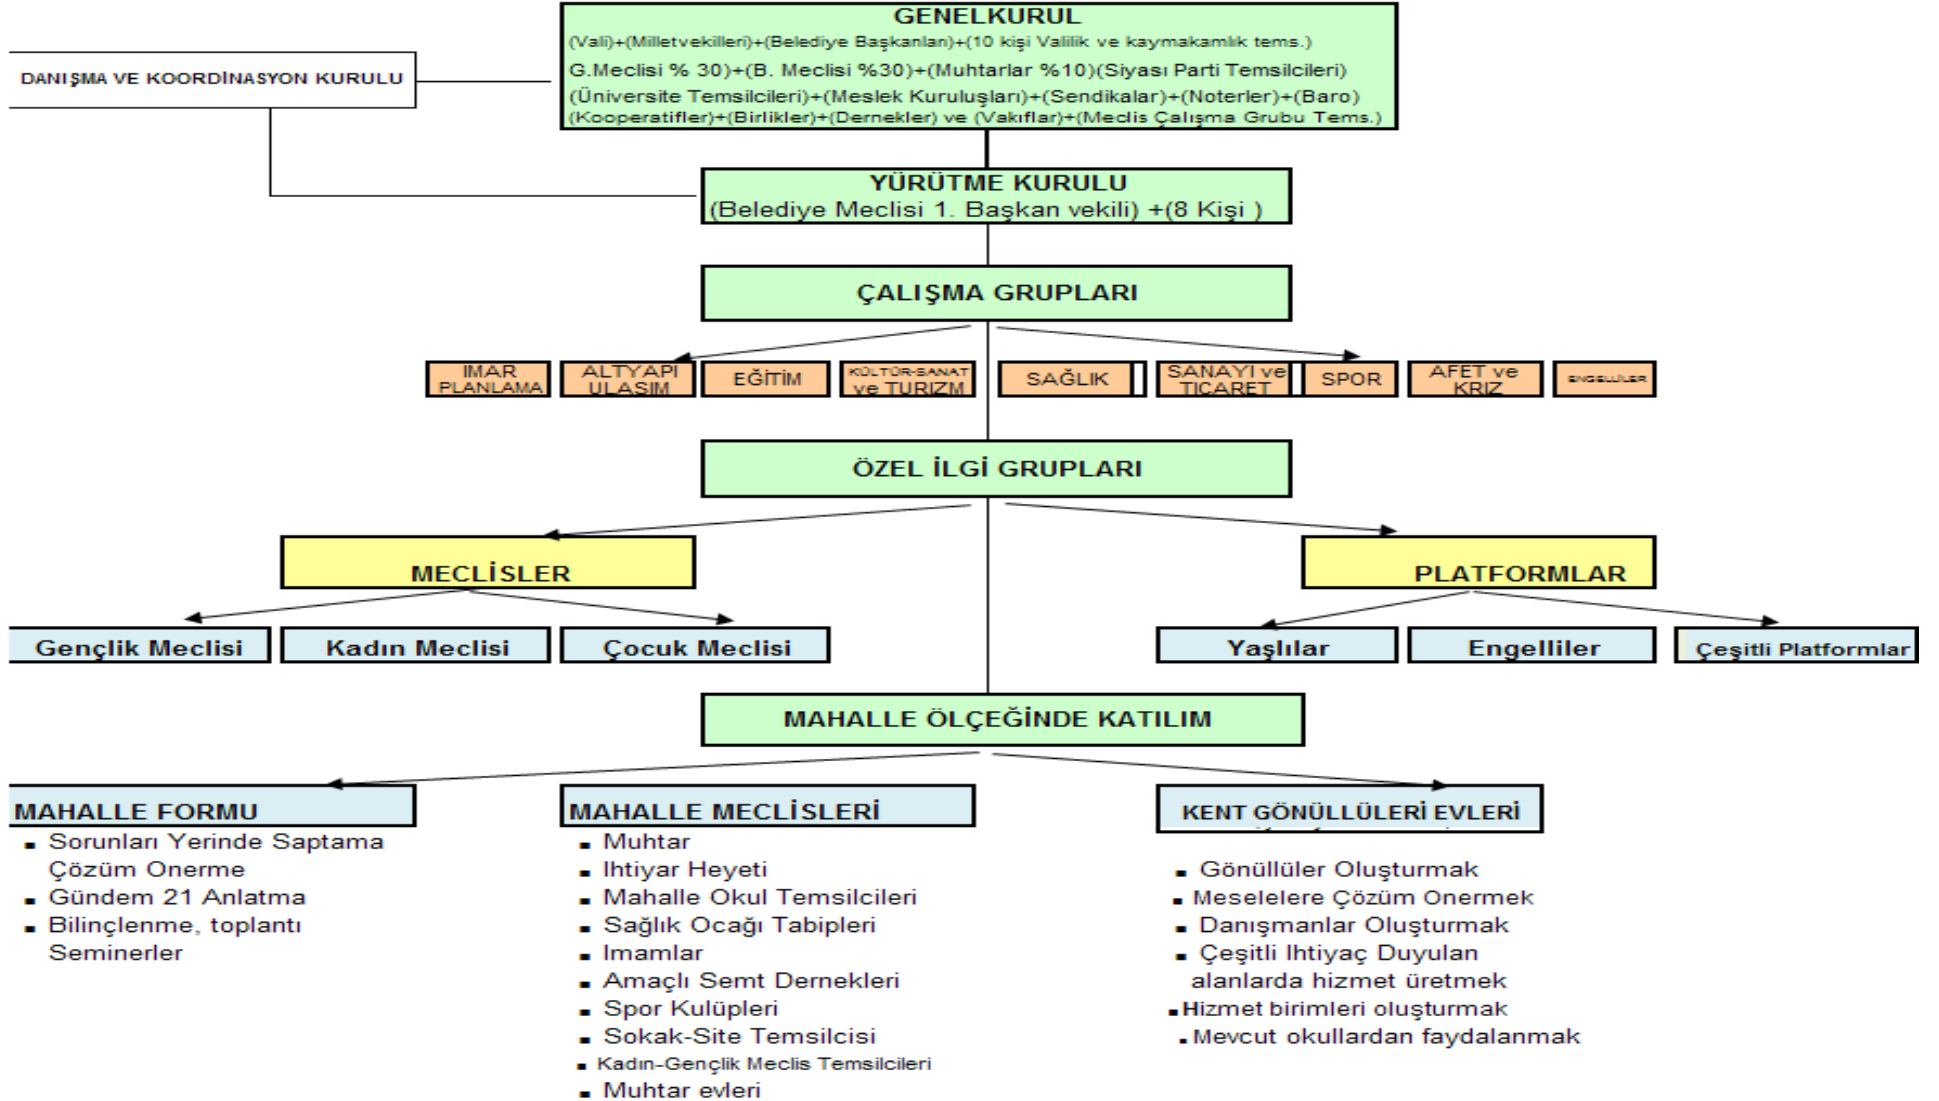 GENELKURUL
(Vali)+(Milletvekilleri)+(Belediye Başkanları)+(10 kişi Valilik ve kaymakamlık tems.)
G.Meclisi % 30)+(B. Meclisi %30)+(Muhtarlar %10)(Siyası Parti Temsilcileri)
(Üniversite Temsilcileri)+(Meslek Kuruluşları)+(Sendikalar)+(Noterler)+(Baro)
(Kooperatifler)+(Birlikler)+(Dernekler) ve (Vakıflar)+(Meclis Çalışma Grubu Tems.)
DANIŞMA VE KOORDİNASYON KURULU
YÜRÜTME KURULU
(Belediye Meclisi 1. Başkan vekili) +(8 Kişi )
ÇALIŞMA GRUPLARI
IMAR
PLANLAMA
ALTYAPI
ULASIM
EĞİTİM
KÜLTÜR-SANAT
ve TURIZM
SAĞLIK
SANAYI ve
TICARET
SPOR
AFET ve
KRIZ
ENGELLİLER
ÖZEL İLGİ GRUPLARI
MECLİSLER
PLATFORMLAR
Gençlik Meclisi
Kadın Meclisi
Çocuk Meclisi
Yaşlılar
Engelliler
Çeşitli Platformlar
MAHALLE ÖLÇEĞİNDE KATILIM
MAHALLE FORMU
▪ Sorunları Yerinde Saptama
Çözüm Onerme
▪ Gündem 21 Anlatma
▪ Bilinçlenme, toplantı
Seminerler
MAHALLE MECLİSLERİ
▪ Muhtar
▪ Ihtiyar Heyeti
▪ Mahalle Okul Temsilcileri
▪ Sağlık Ocağı Tabipleri
▪ Imamlar
▪ Amaçlı Semt Dernekleri
▪ Spor Kulüpleri
▪ Sokak-Site Temsilcisi
▪ Kadın-Gençlik Meclis Temsilcileri
▪ Muhtar evleri
KENT GÖNÜLLÜLERİ EVLERİ
▪ Gönüllüler Oluşturmak
▪ Meselelere Çözüm Onermek
▪ Danışmanlar Oluşturmak
▪ Çeşitli Ihtiyaç Duyulan
alanlarda hizmet üretmek
▪ Hizmet birimleri oluşturmak
▪ Mevcut okullardan faydalanmak